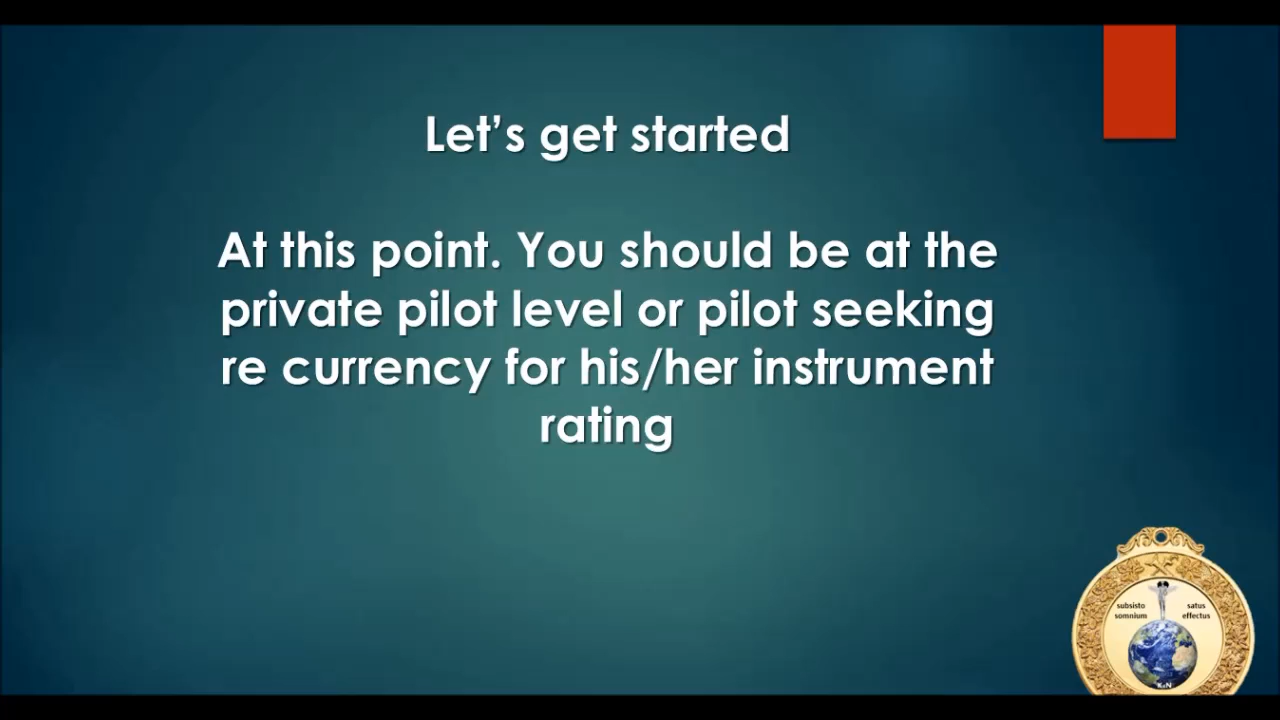 Let’s get started
At this point. You should be at the
private pilot level or pilot seeking
re currency for his/her instrument
rating
subsisto
somnium
satus
effectus